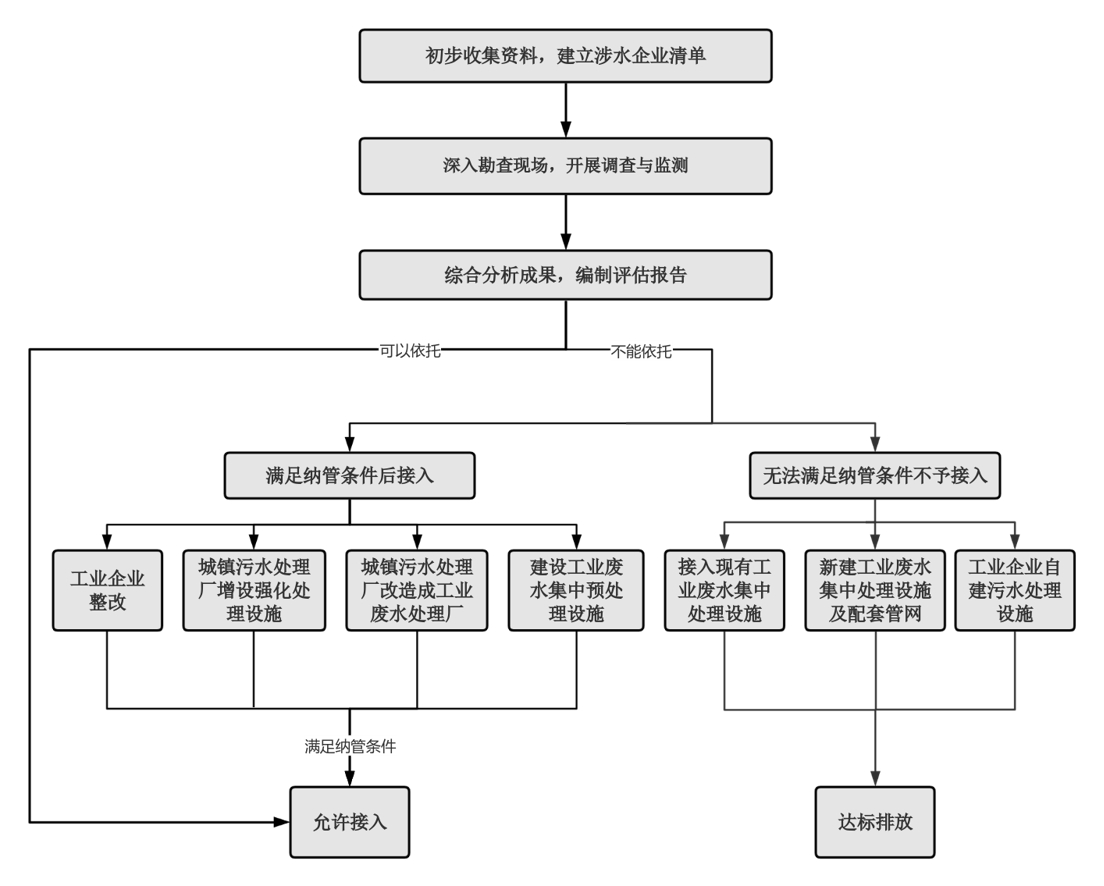 初步收集资料，建立涉水企业清单
深入勘查现场，开展调查与监测
综合分析成果，编制评估报告
可以依托
不能依托
满足纳管条件后接入
无法满足纳管条件不予接入
工业企业
整改
城镇污水处理
厂增设强化处
理设施
城镇污水处理
厂改造成工业
废水处理厂
建设工业废
水集中预处
理设施
接入现有工
业废水集中
处理设施
新建工业废水
集中处理设施
及配套管网
工业企业自
建污水处理
设施
满足纳管条件
允许接入
达标排放